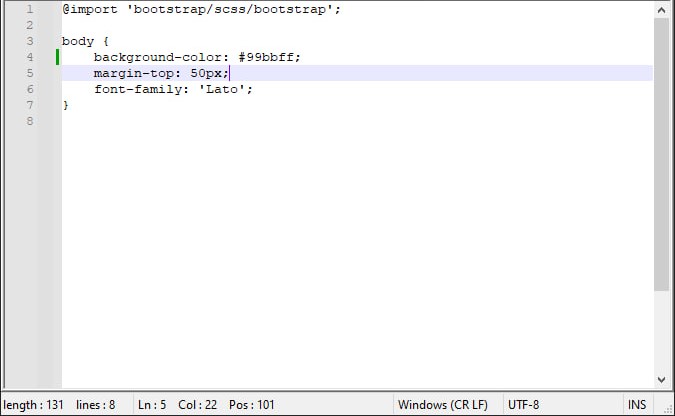 1 @import 'bootstrap/scss/bootstrap';
2
3 body {
4     background-color: #99bbff;
5     margin-top: 50px;
6     font-family: 'Lato';
7 }
8
length : 131 lines : 8 Ln : 5 Col : 22 Pos : 101 Windows (CR LF) UTF-8 INS